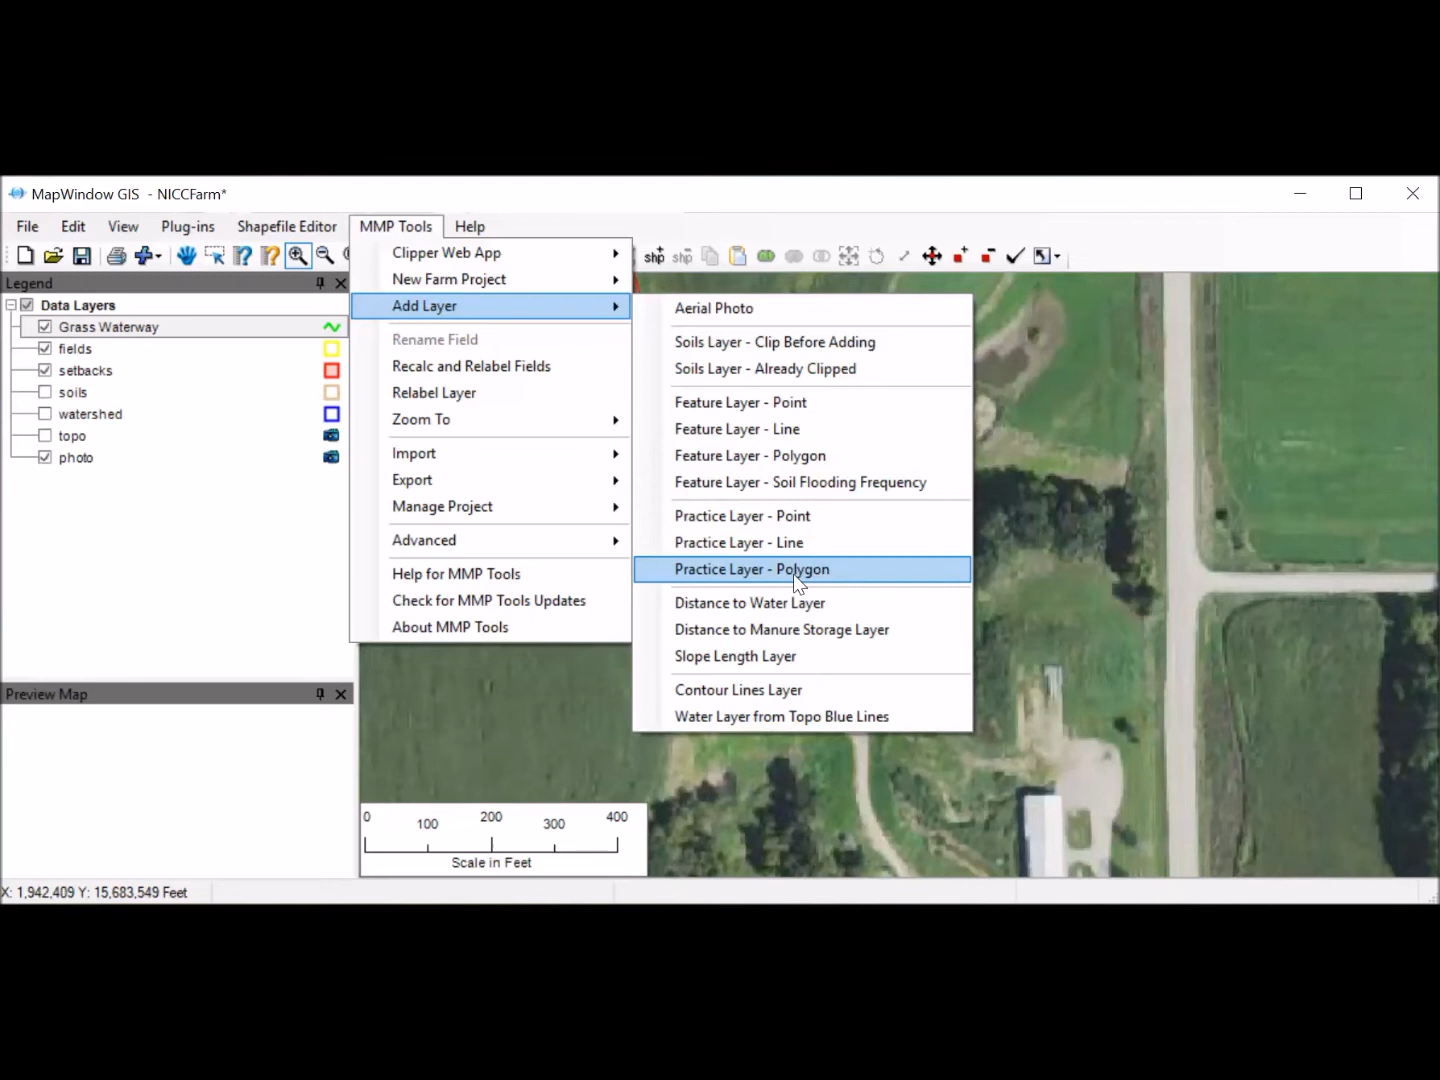 MapWindow GIS - NICCFarm*
File Edit View Plug-ins Shapefile Editor MMP Tools Help
shp shp
Legend
Data Layers
Grass Waterway
fields
setbacks
soils
watershed
topo
photo
Preview Map
Clipper Web App
New Farm Project
Add Layer
Rename Field
Recalc and Relabel Fields
Relabel Layer
Zoom To
Import
Export
Manage Project
Advanced
Help for MMP Tools
Check for MMP Tools Updates
About MMP Tools
Aerial Photo
Soils Layer - Clip Before Adding
Soils Layer - Already Clipped
Feature Layer - Point
Feature Layer - Line
Feature Layer - Polygon
Feature Layer - Soil Flooding Frequency
Practice Layer - Point
Practice Layer - Line
Practice Layer - Polygon
Distance to Water Layer
Distance to Manure Storage Layer
Slope Length Layer
Contour Lines Layer
Water Layer from Topo Blue Lines
0 100 200 300 400
Scale in Feet
X: 1,942,409 Y: 15,683,549 Feet